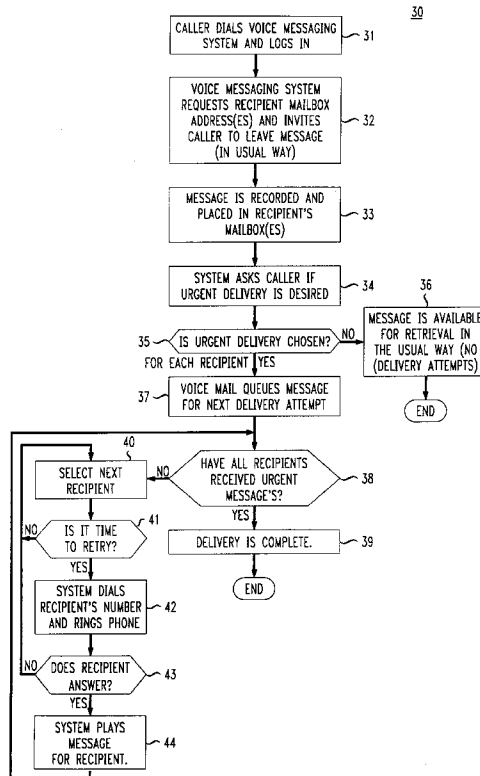 30
CALLER DIALS VOICE MESSAGING
SYSTEM AND LOGS IN
31
VOICE MESSAGING SYSTEM
REQUESTS RECIPIENT MAILBOX
ADDRESS(ES) AND INVITES
CALLER TO LEAVE MESSAGE
(IN USUAL WAY)
32
MESSAGE IS RECORDED AND
PLACED IN RECIPIENT'S
MAILBOX(ES)
33
SYSTEM ASKS CALLER IF
URGENT DELIVERY IS DESIRED
34
35
IS URGENT DELIVERY CHOSEN?
NO
36
MESSAGE IS AVAILABLE
FOR RETRIEVAL IN
THE USUAL WAY (NO
(DELIVERY ATTEMPTS)
END
FOR EACH RECIPIENT
YES
37
VOICE MAIL QUEUES MESSAGE
FOR NEXT DELIVERY ATTEMPT
HAVE ALL RECIPIENTS
RECEIVED URGENT
MESSAGE'S?
38
NO
YES
DELIVERY IS COMPLETE.
39
END
40
SELECT NEXT
RECIPIENT
41
IS IT TIME
TO RETRY?
NO
YES
SYSTEM DIALS
RECIPIENT'S NUMBER
AND RINGS PHONE
42
NO
DOES RECIPIENT
ANSWER?
43
YES
SYSTEM PLAYS
MESSAGE
FOR RECIPIENT.
44